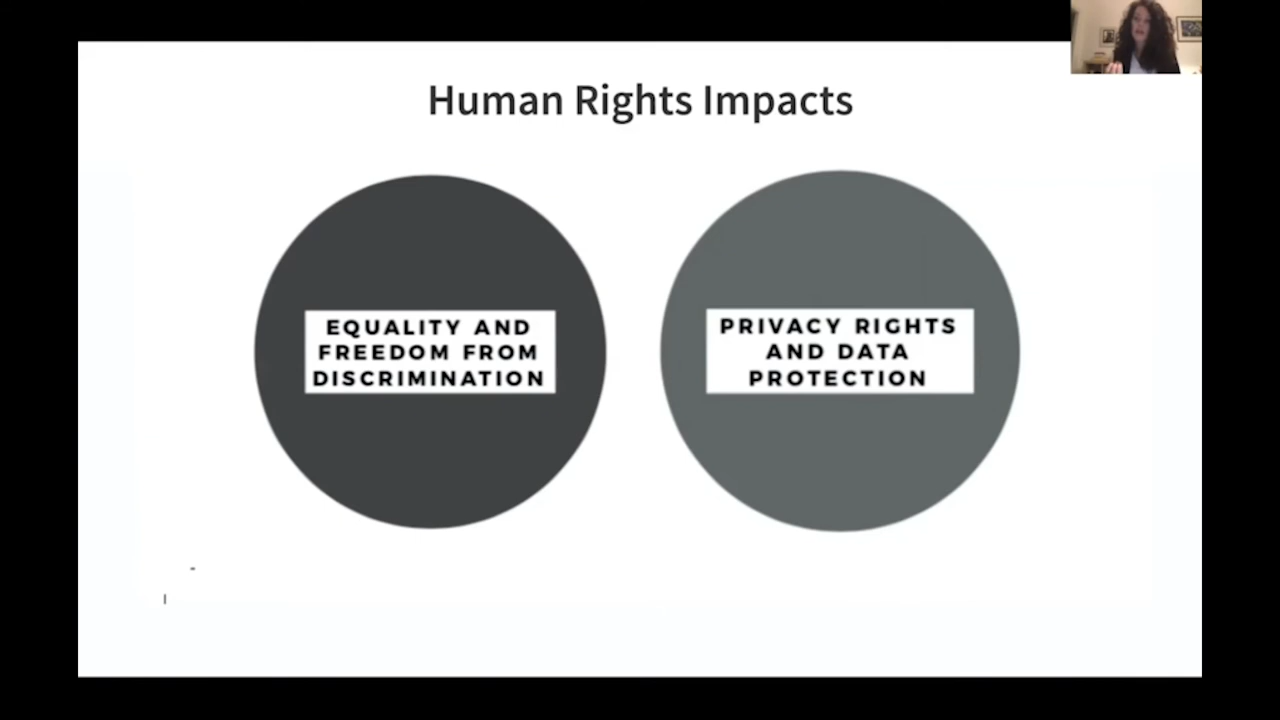 Human Rights Impacts
EQUALITY AND
FREEDOM FROM
DISCRIMINATION
PRIVACY RIGHTS
AND DATA
PROTECTION